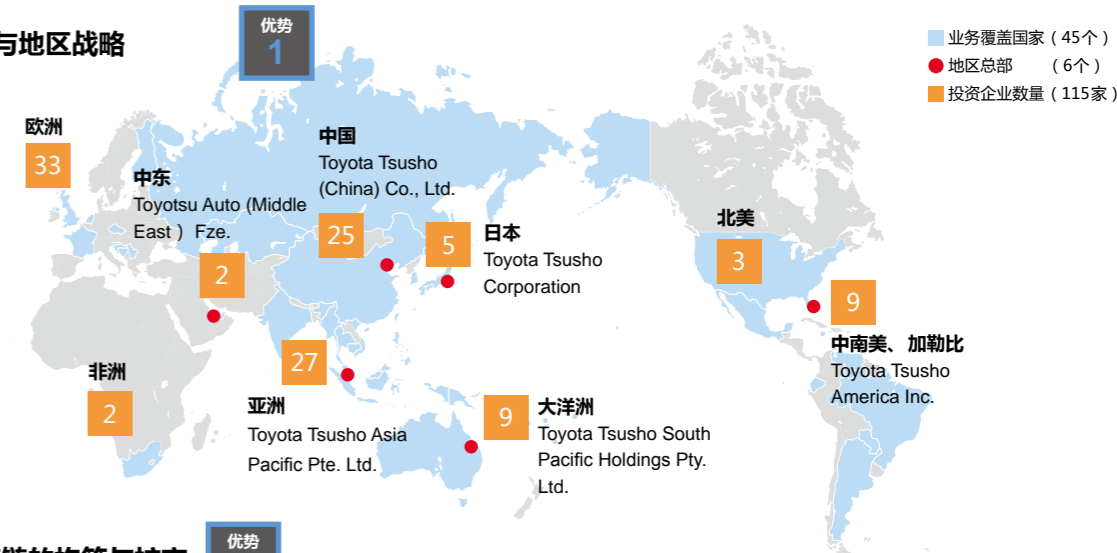 与地区战略
优势
1
业务覆盖国家（45个）
地区总部 （6个）
投资企业数量（115家）
欧洲
33
中东
Toyotsu Auto (Middle
East ） Fze.
2
中国
Toyota Tsusho
(China) Co., Ltd.
25
5
日本
Toyota Tsusho
Corporation
北美
3
9
中南美、加勒比
Toyota Tsusho
America Inc.
非洲
2
27
亚洲
Toyota Tsusho Asia
Pacific Pte. Ltd.
9
大洋洲
Toyota Tsusho South
Pacific Holdings Pty.
Ltd.
优势